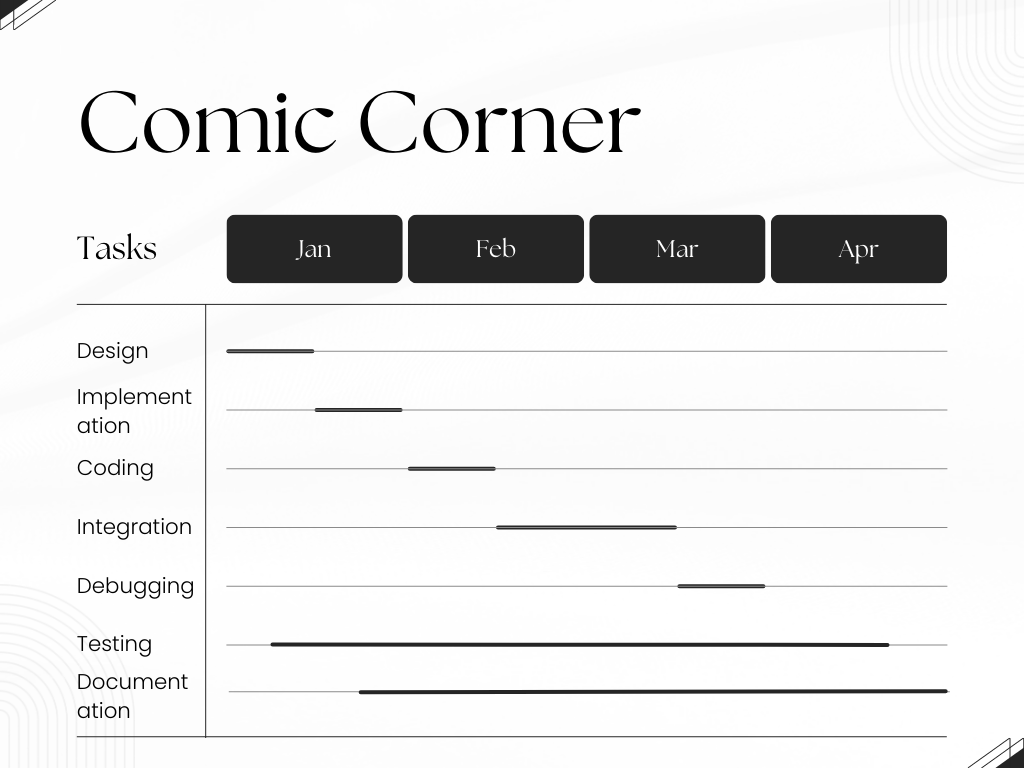 Comic Corner
Tasks Jan Feb Mar Apr
Design
Implement
ation
Coding
Integration
Debugging
Testing
Document
ation